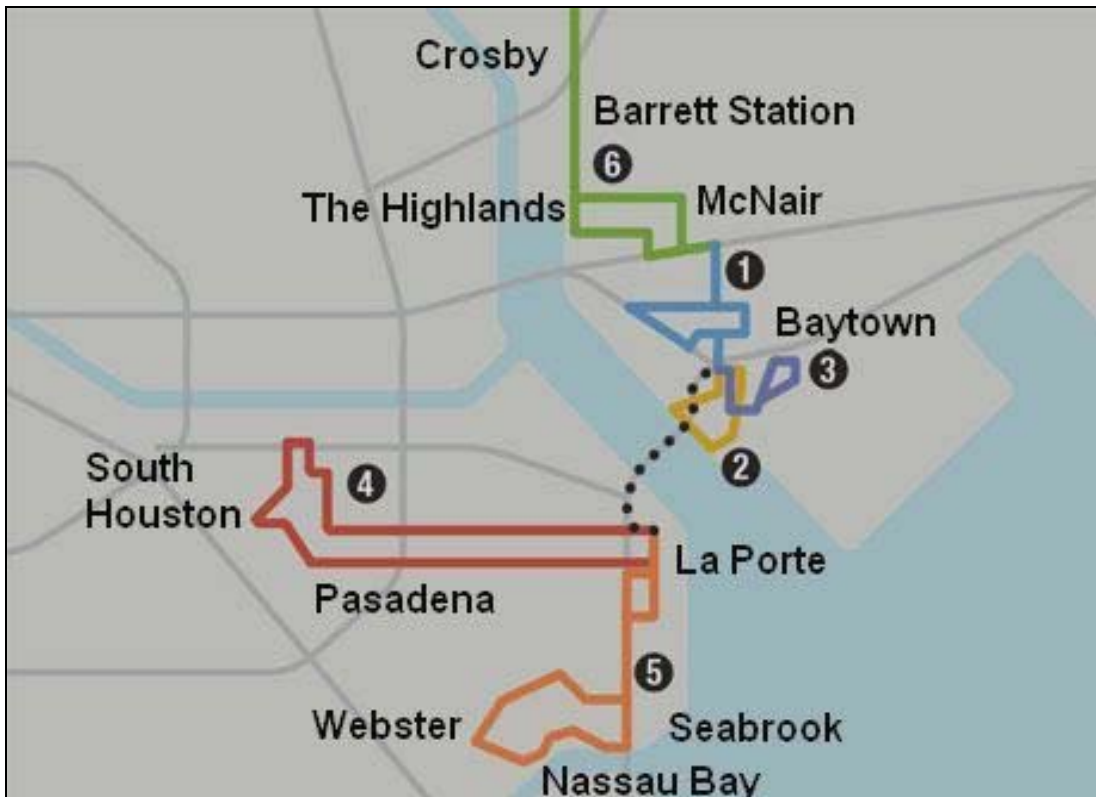 Crosby
Barrett Station
6
The Highlands
McNair
1
Baytown
3
2
South
Houston
4
La Porte
Pasadena
5
Webster
Seabrook
Nassau Bay